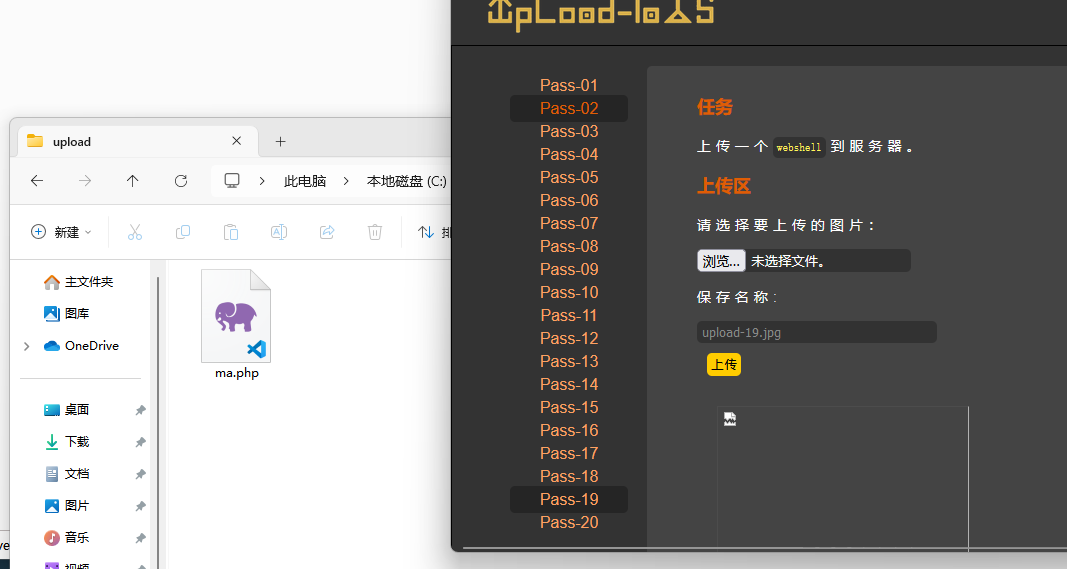 upLoad-labs
upload
此电脑
本地磁盘 (C:)
新建
主文件夹
图库
OneDrive
桌面
下载
文档
图片
音乐
视频
ma.php
Pass-01
Pass-02
Pass-03
Pass-04
Pass-05
Pass-06
Pass-07
Pass-08
Pass-09
Pass-10
Pass-11
Pass-12
Pass-13
Pass-14
Pass-15
Pass-16
Pass-17
Pass-18
Pass-19
Pass-20
任务
上传一个 webshell 到服务器。
上传区
请选择要上传的图片：
浏览... 未选择文件。
保存名称:
upload-19.jpg
上传